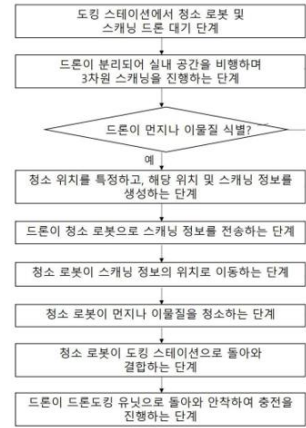 도킹 스테이션에서 청소 로봇 및
스캐닝 드론 대기 단계
드론이 분리되어 실내 공간을 비행하며
3차원 스캐닝을 진행하는 단계
드론이 먼지나 이물질 식별?
예
청소 위치를 특정하고, 해당 위치 및 스캐닝 정보를
생성하는 단계
드론이 청소 로봇으로 스캐닝 정보를 전송하는 단계
청소 로봇이 스캐닝 정보의 위치로 이동하는 단계
청소 로봇이 먼지나 이물질을 청소하는 단계
청소 로봇이 도킹 스테이션으로 돌아와
결합하는 단계
드론이 드론도킹 유닛으로 돌아와 안착하여 충전을
진행하는 단계